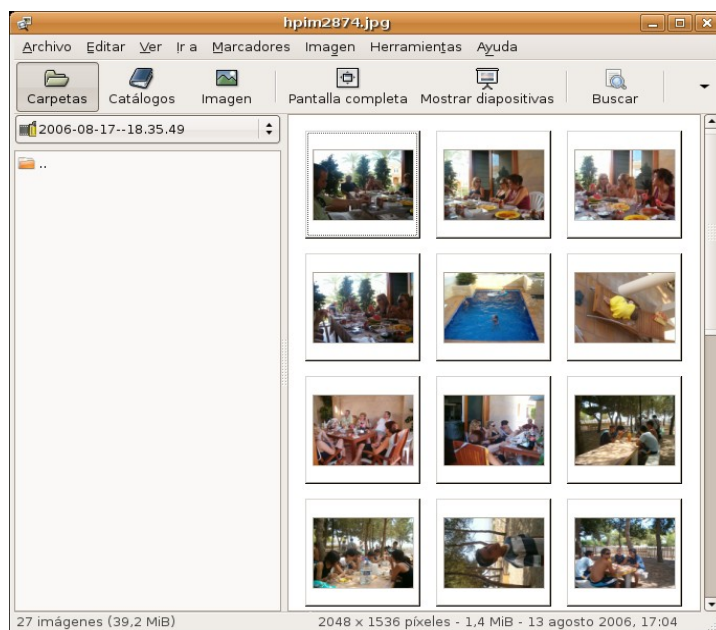 hpim2874.jpg
Archivo Editar Ver Ir a Marcadores Imagen Herramientas Ayuda
Carpetas Catálogos Imagen Pantalla completa Mostrar diapositivas Buscar
2006-08-17--18.35.49
..
27 imágenes (39,2 MiB) 2048 x 1536 píxeles - 1,4 MiB - 13 agosto 2006, 17:04